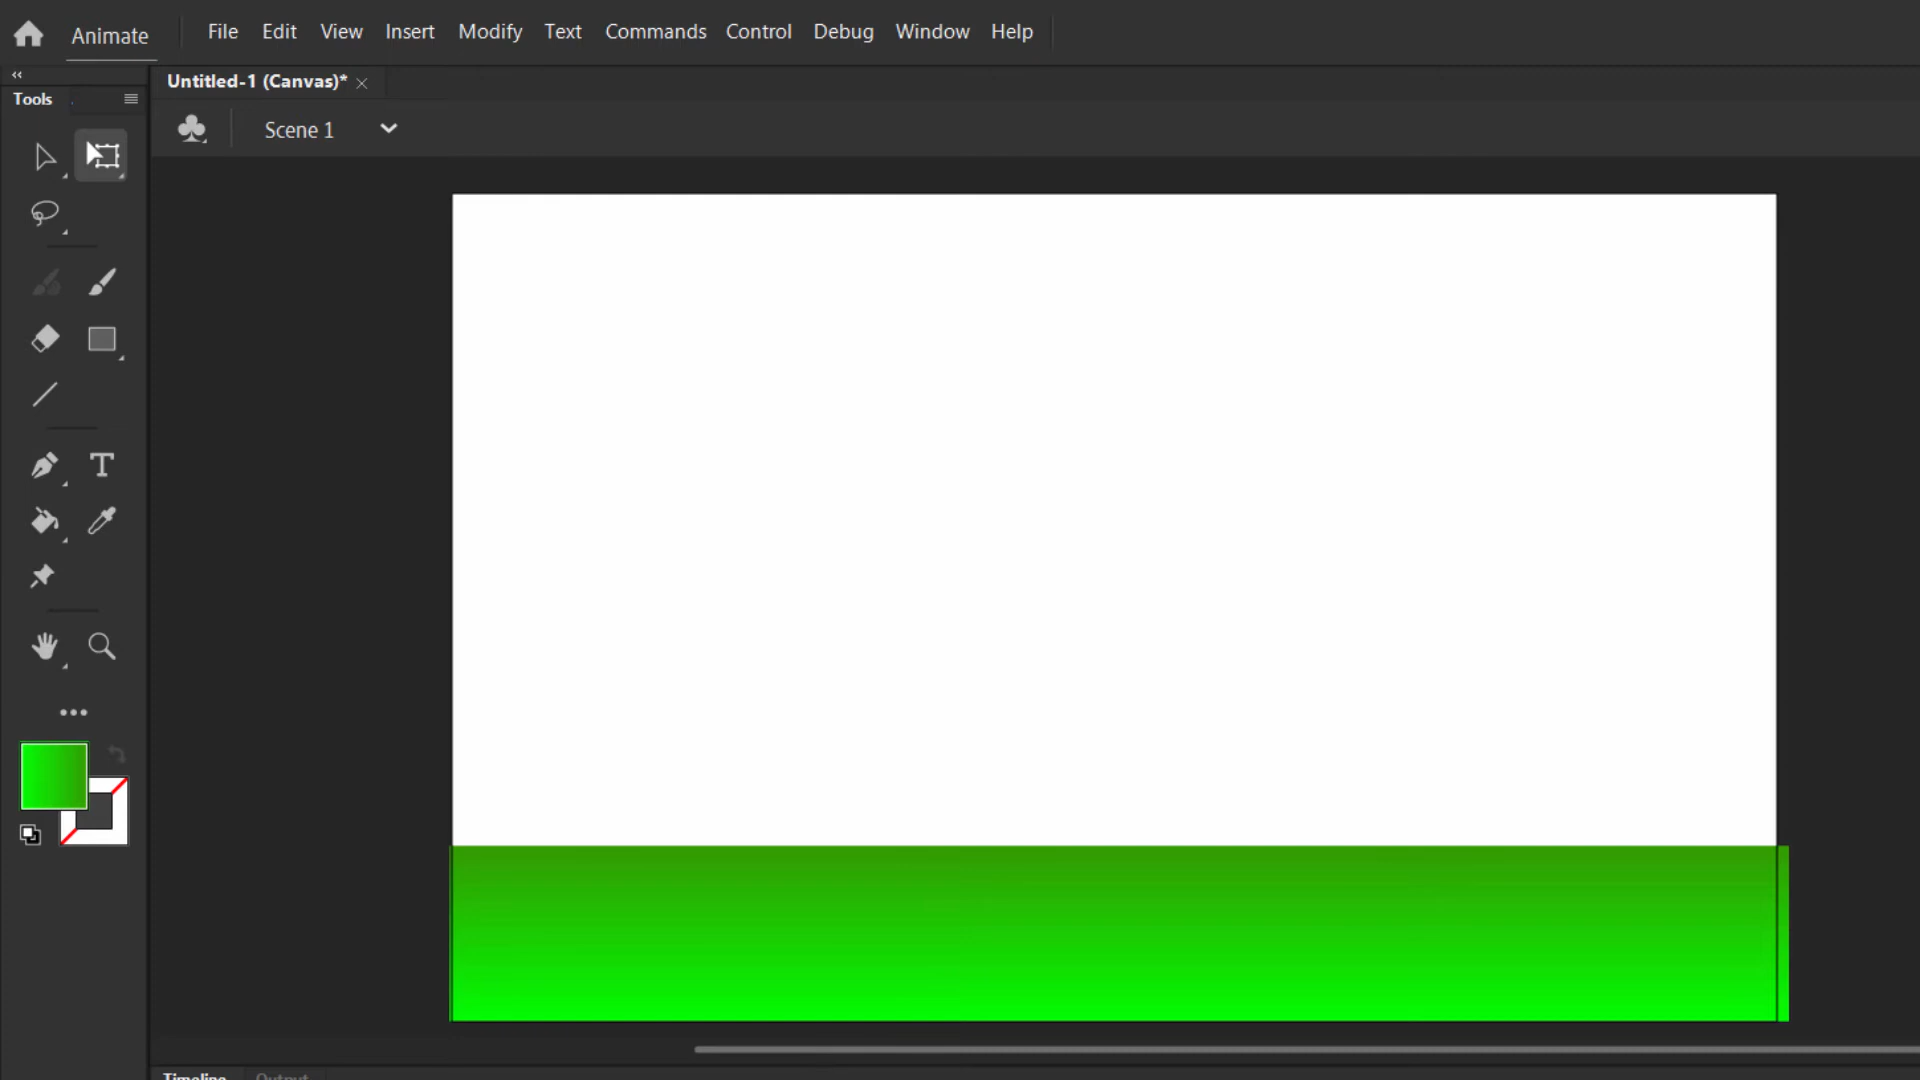 Animate File Edit View Insert Modify Text Commands Control Debug Window Help
Untitled-1 (Canvas)*
Tools
Scene 1
T
Timeline Output